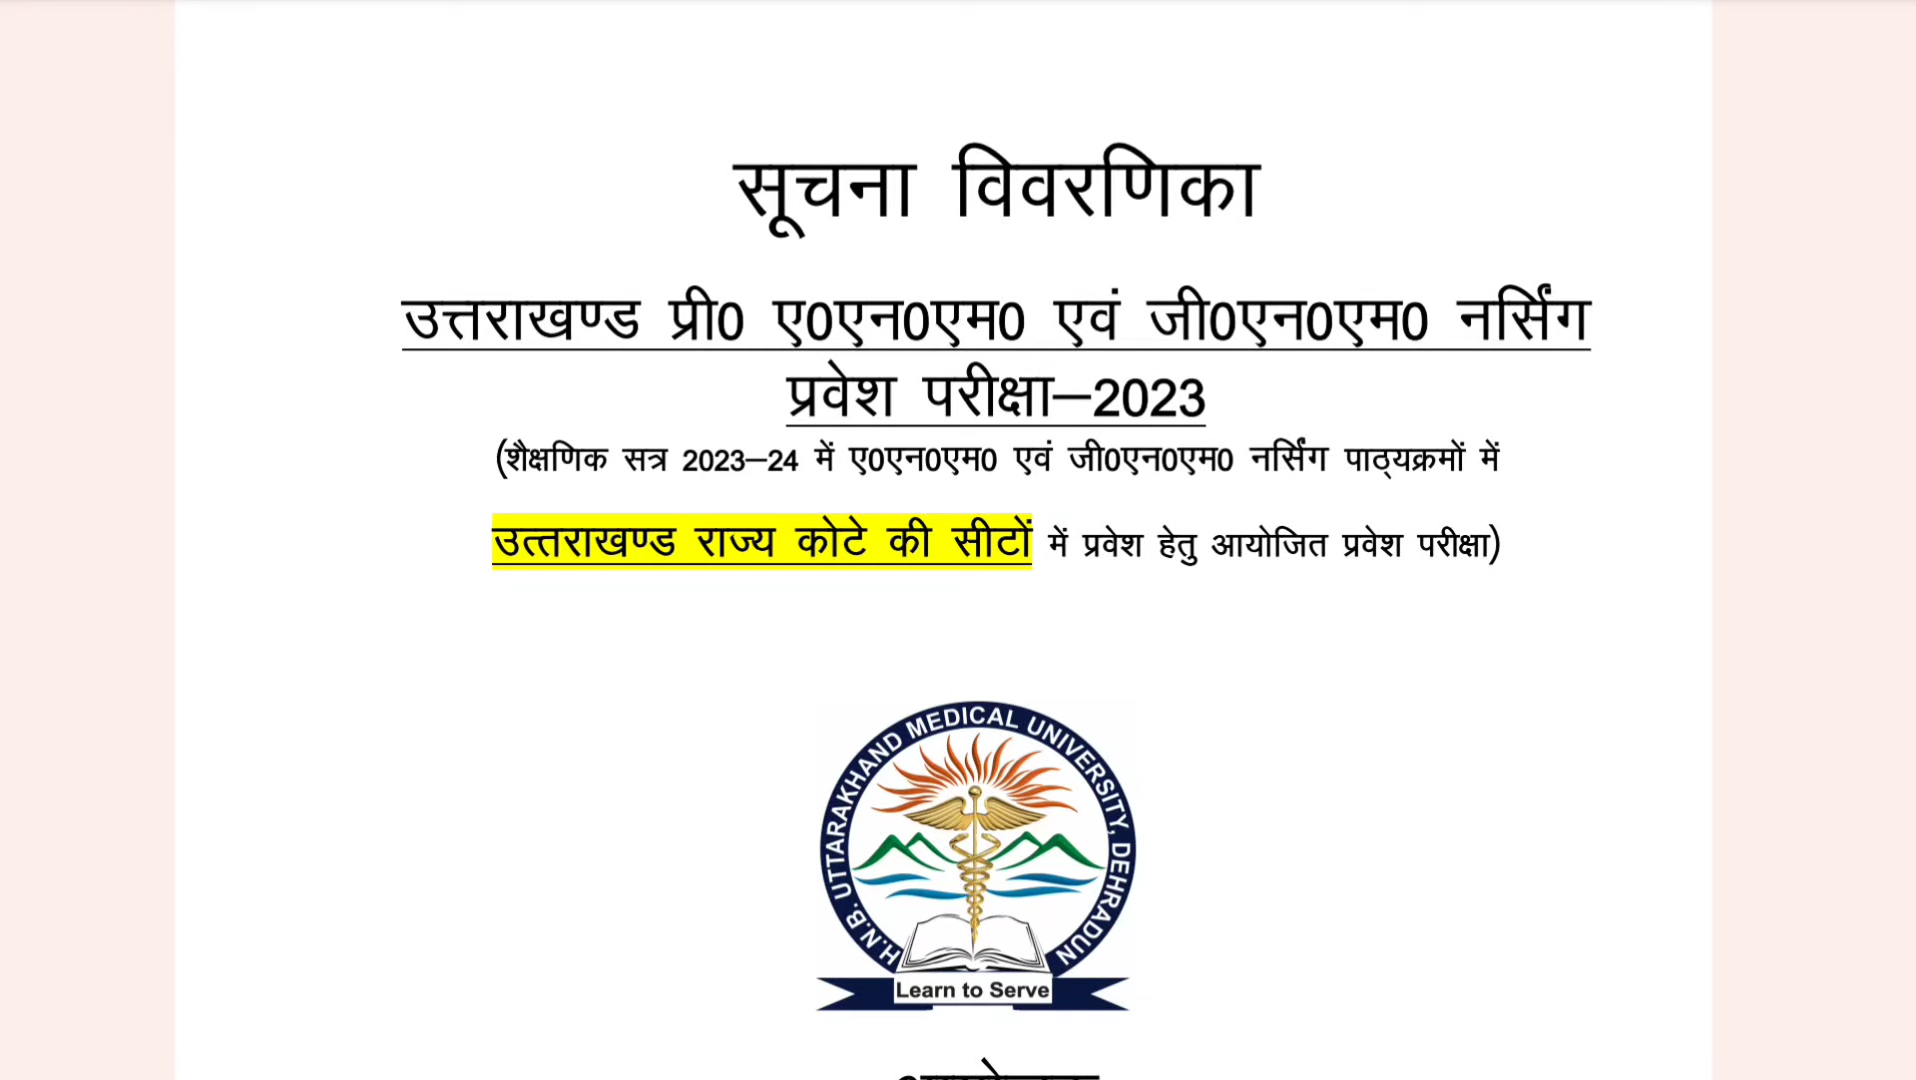 सूचना विवरणिका
उत्तराखण्ड प्री0 ए0एन0एम0 एवं जी0एन0एम0 नर्सिंग
प्रवेश परीक्षा–2023
(शैक्षणिक सत्र 2023–24 में ए0एन0एम0 एवं जी0एन0एम0 नर्सिंग पाठ्यक्रमों में
उत्तराखण्ड राज्य कोटे की सीटों में प्रवेश हेतु आयोजित प्रवेश परीक्षा)
H.N.B. UTTARAKHAND MEDICAL UNIVERSITY, DEHRADUN
Learn to Serve